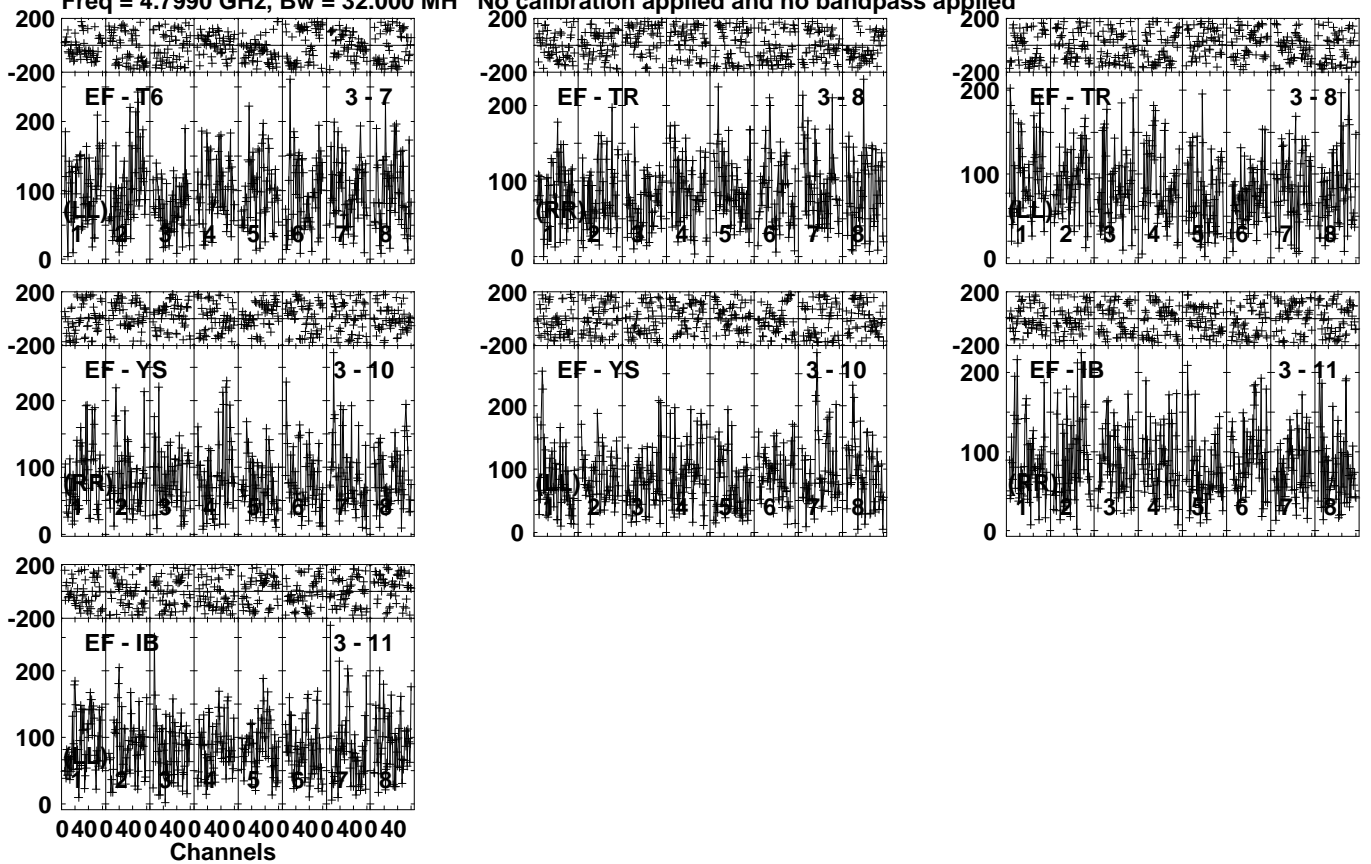 Freq = 4.7990 GHz, Bw = 32.000 MH No calibration applied and no bandpass applied
200
-200
EF - T6 3 - 7
200
100
0
(LL)
1 2 3 4 5 6 7 8
200
-200
EF - TR 3 - 8
200
100
0
(RR)
1 2 3 4 5 6 7 8
200
-200
EF - TR 3 - 8
200
100
0
(LL)
1 2 3 4 5 6 7 8
200
-200
EF - YS 3 - 10
200
100
0
(RR)
1 2 3 4 5 6 7 8
200
-200
EF - YS 3 - 10
200
100
0
(LL)
1 2 3 4 5 6 7 8
200
-200
EF - IB 3 - 11
200
100
0
(RR)
1 2 3 4 5 6 7 8
200
-200
EF - IB 3 - 11
200
100
0
(LL)
1 2 3 4 5 6 7 8
0 40 0 40 0 40 0 40 0 40 0 40 0 40 0 40
Channels